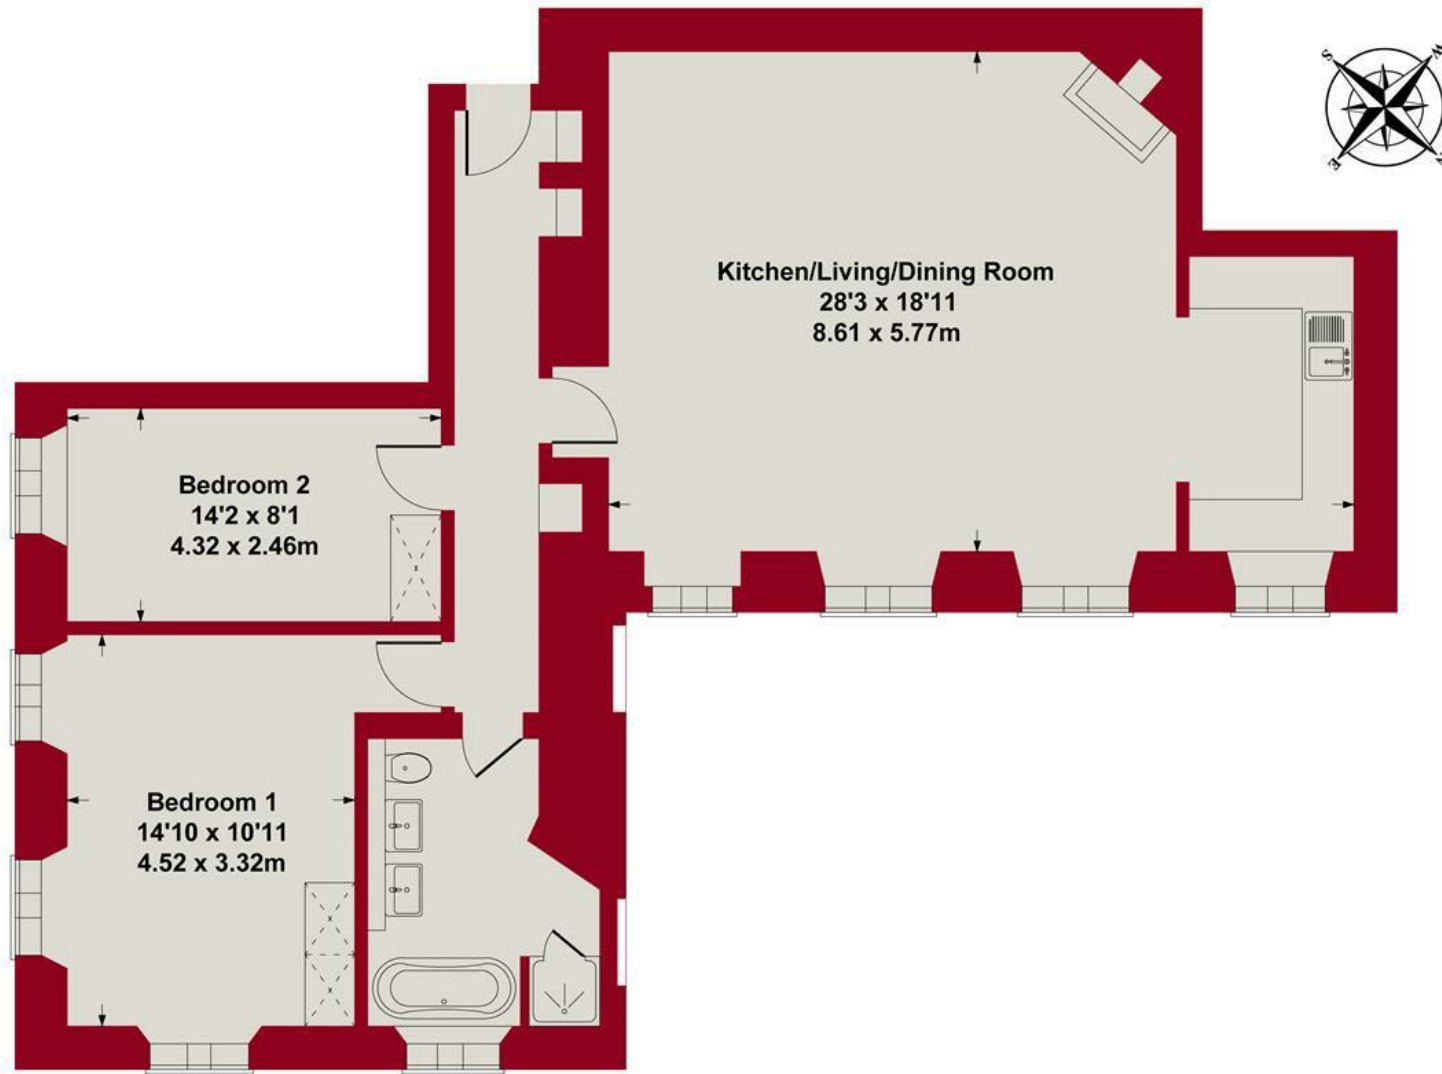 S
W
E
N
Kitchen/Living/Dining Room
28'3 x 18'11
8.61 x 5.77m
Bedroom 2
14'2 x 8'1
4.32 x 2.46m
Bedroom 1
14'10 x 10'11
4.52 x 3.32m